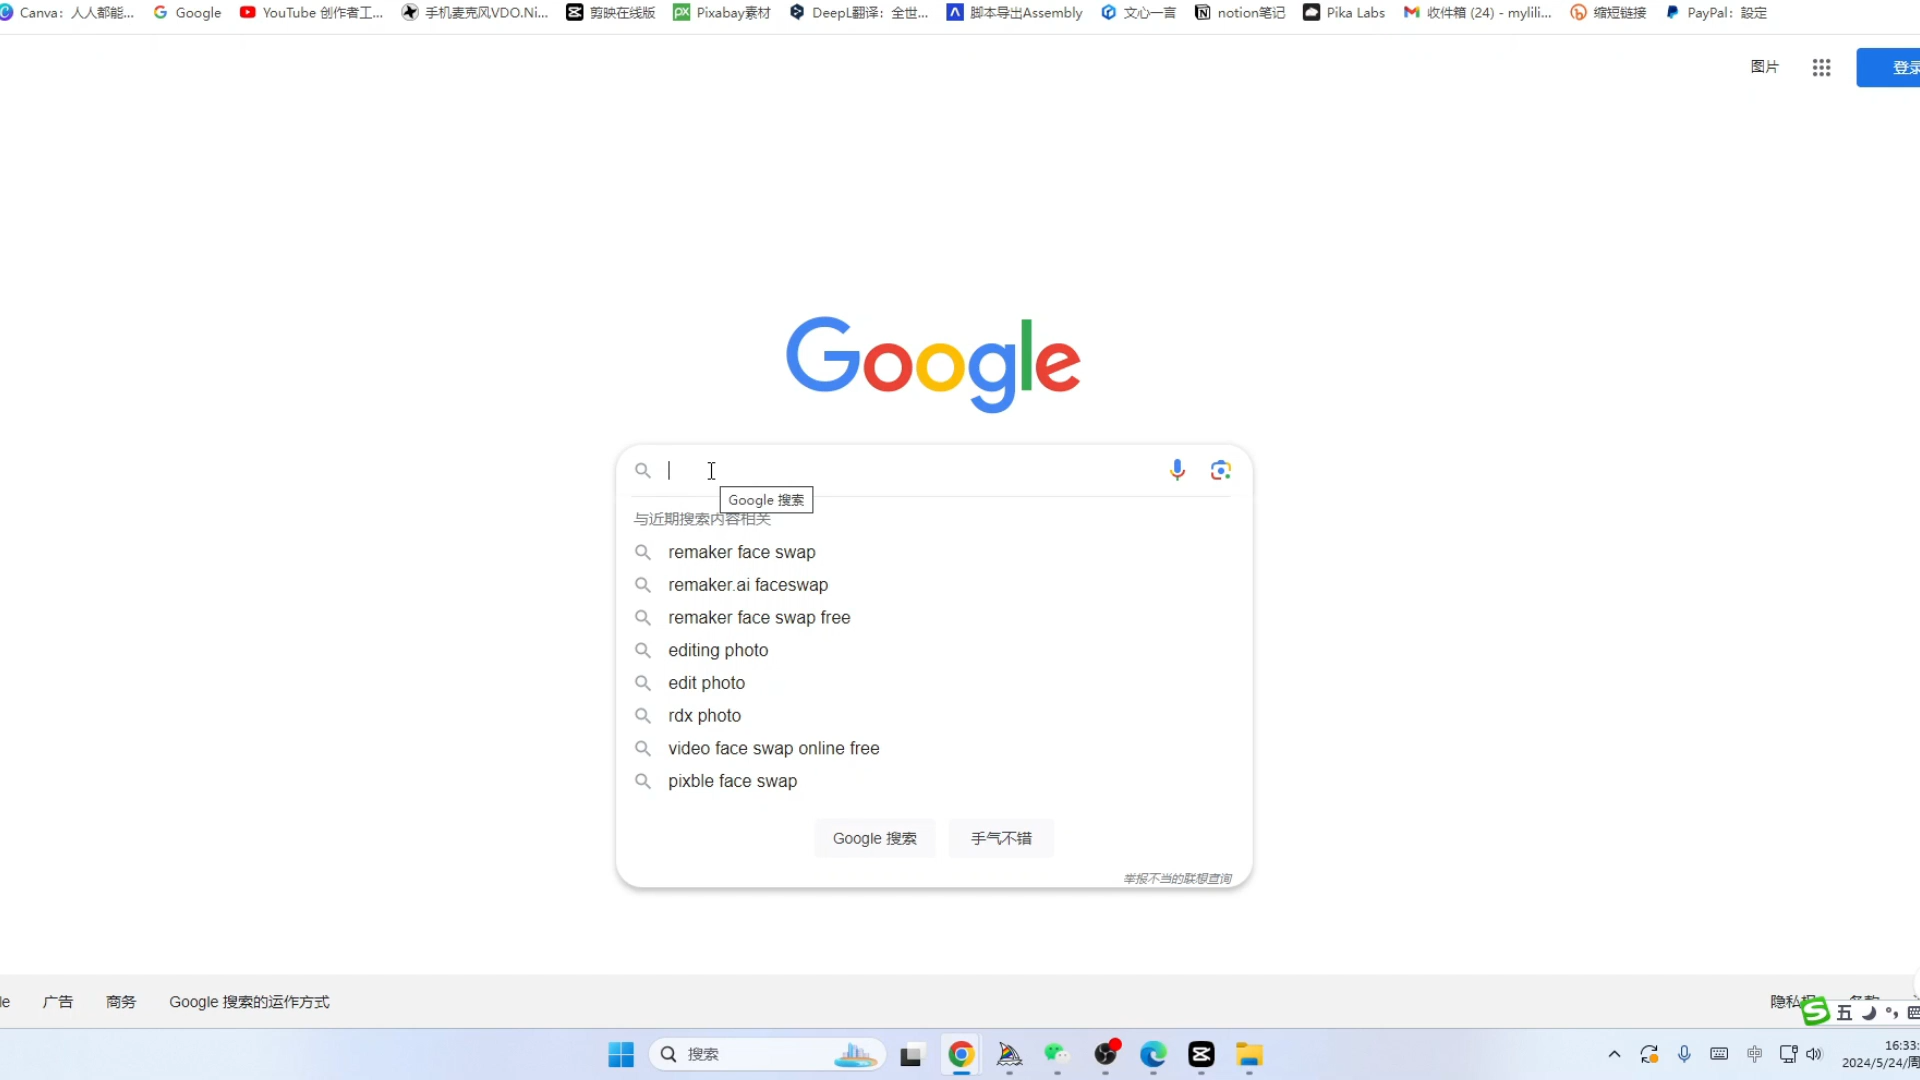 Canva：人人都能... Google YouTube 创作者工... 手机麦克风VDO.Ni... 剪映在线版 Pixabay素材 DeepL翻译：全世... 脚本导出Assembly 文心一言 notion笔记 Pika Labs 收件箱 (24) - mylili... 缩短链接 PayPal：設定
图片 登录
Google
Google 搜索
与近期搜索内容相关
remaker face swap
remaker.ai faceswap
remaker face swap free
editing photo
edit photo
rdx photo
video face swap online free
pixble face swap
Google 搜索 手气不错
举报不当的联想查询
le 广告 商务 Google 搜索的运作方式 隐私
五
搜索 中 16:33:
2024/5/24/周